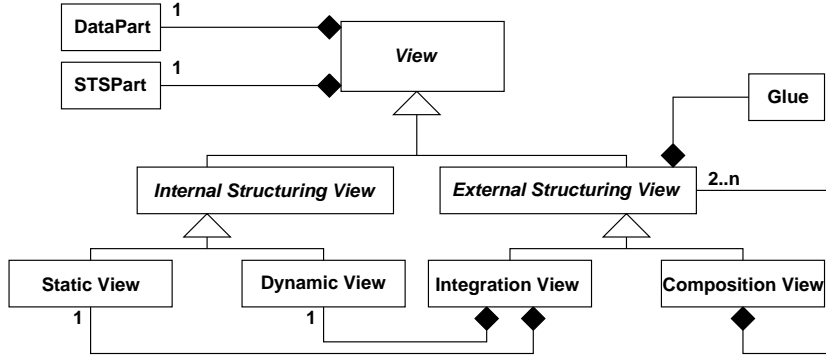 DataPart
1
View
STSPart
1
Glue
Internal Structuring View
External Structuring View
2..n
Static View
Dynamic View
Integration View
Composition View
1
1